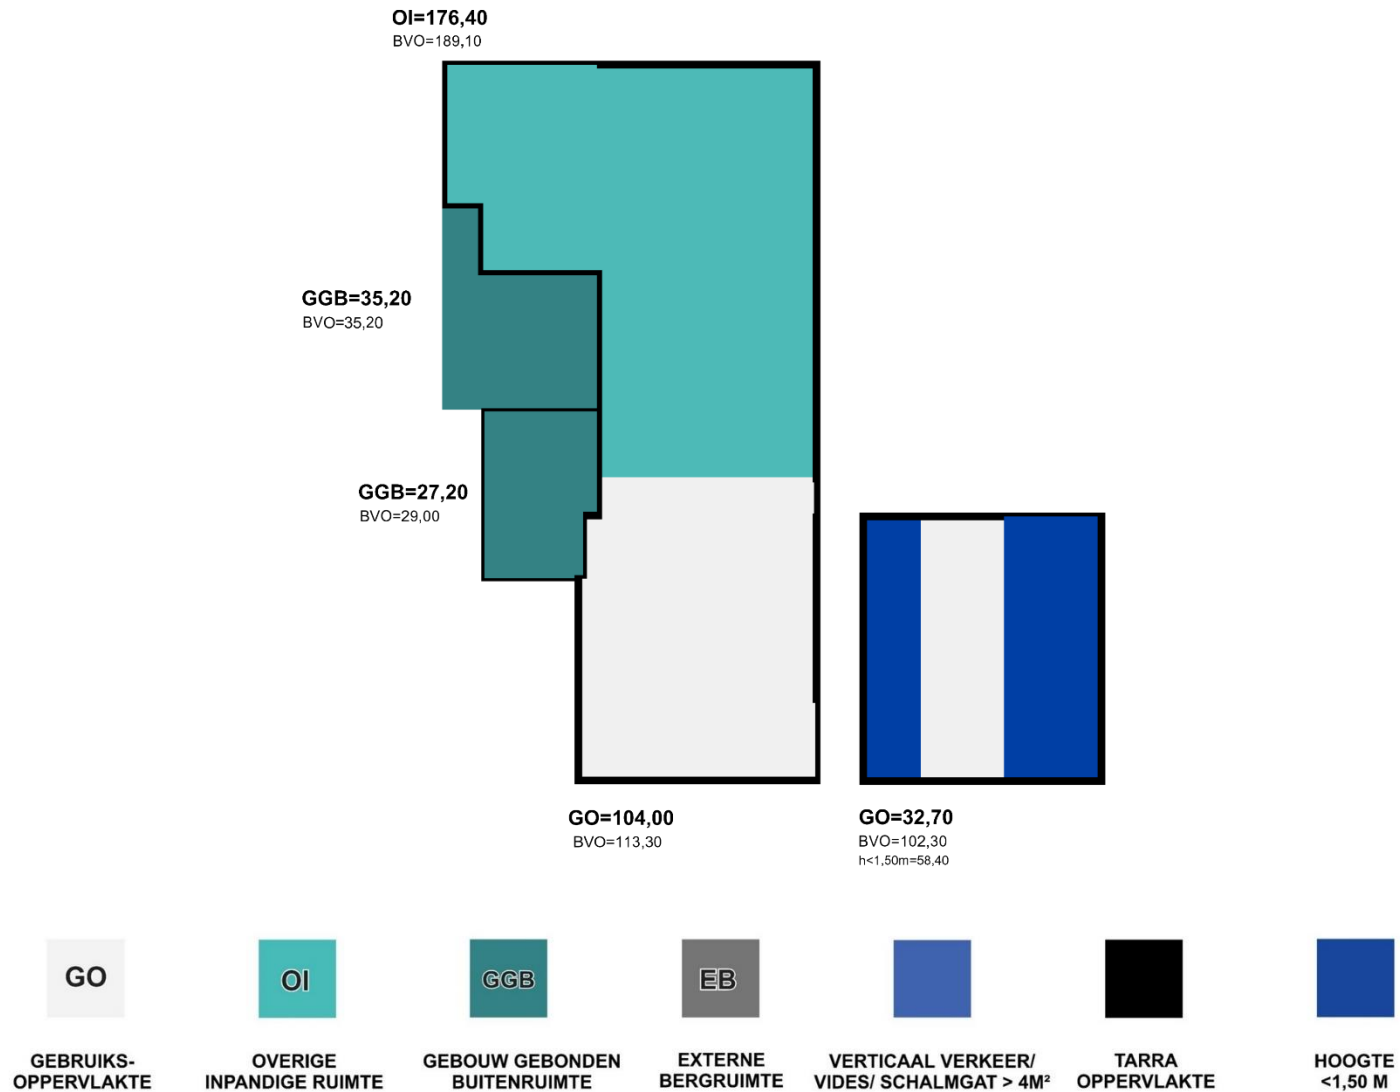 OI=176,40
BVO=189,10
GGB=35,20
BVO=35,20
GGB=27,20
BVO=29,00
GO=104,00
BVO=113,30
GO=32,70
BVO=102,30
h<1,50m=58,40
GO
OI
GGB
EB
GEBRUIKS-
OPPERVLAKTE
OVERIGE
INPANDIGE RUIMTE
GEBOUW GEBONDEN
BUITENRUIMTE
EXTERNE
BERGRUIMTE
VERTICAAL VERKEER/
VIDES/ SCHALMGAT > 4M²
TARRA
OPPERVLAKTE
HOOGTE
<1,50 M